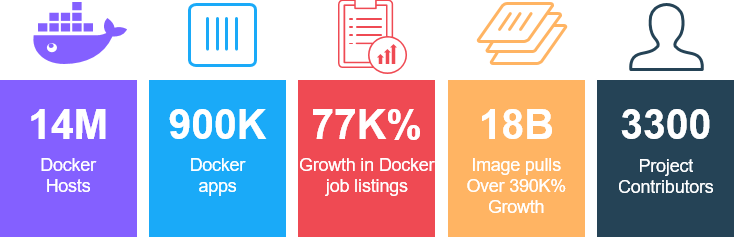 14M
Docker
Hosts
900K
Docker
apps
77K%
Growth in Docker
job listings
18B
Image pulls
Over 390K%
Growth
3300
Project
Contributors